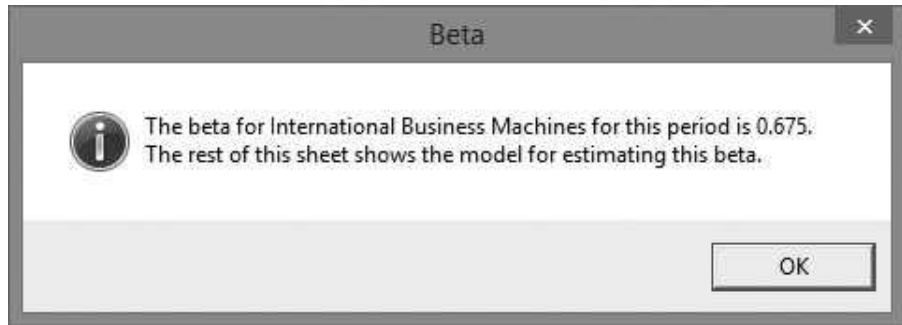 Beta
The beta for International Business Machines for this period is 0.675.
The rest of this sheet shows the model for estimating this beta.
OK